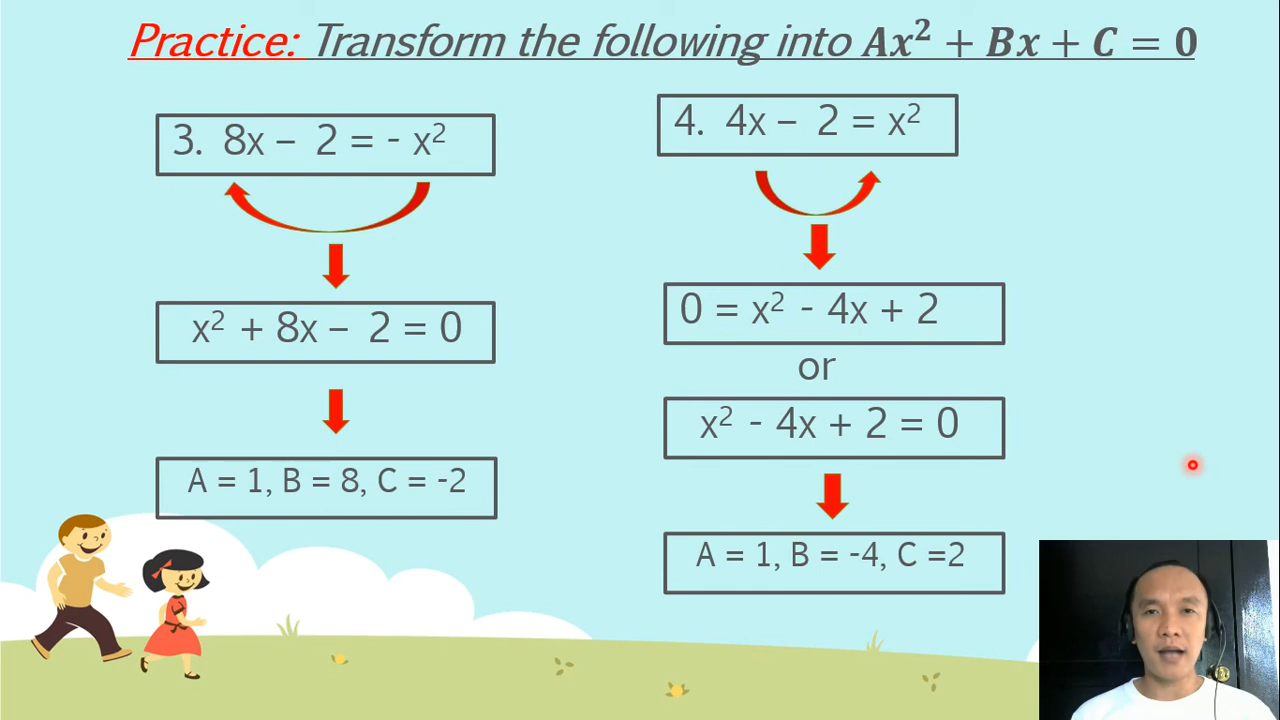 Practice: Transform the following into 𝑨𝒙² + 𝑩𝒙 + 𝑪 = 𝟎
3. 8x – 2 = - x²
x² + 8x – 2 = 0
A = 1, B = 8, C = -2
4. 4x – 2 = x²
0 = x² - 4x + 2
or
x² - 4x + 2 = 0
A = 1, B = -4, C =2